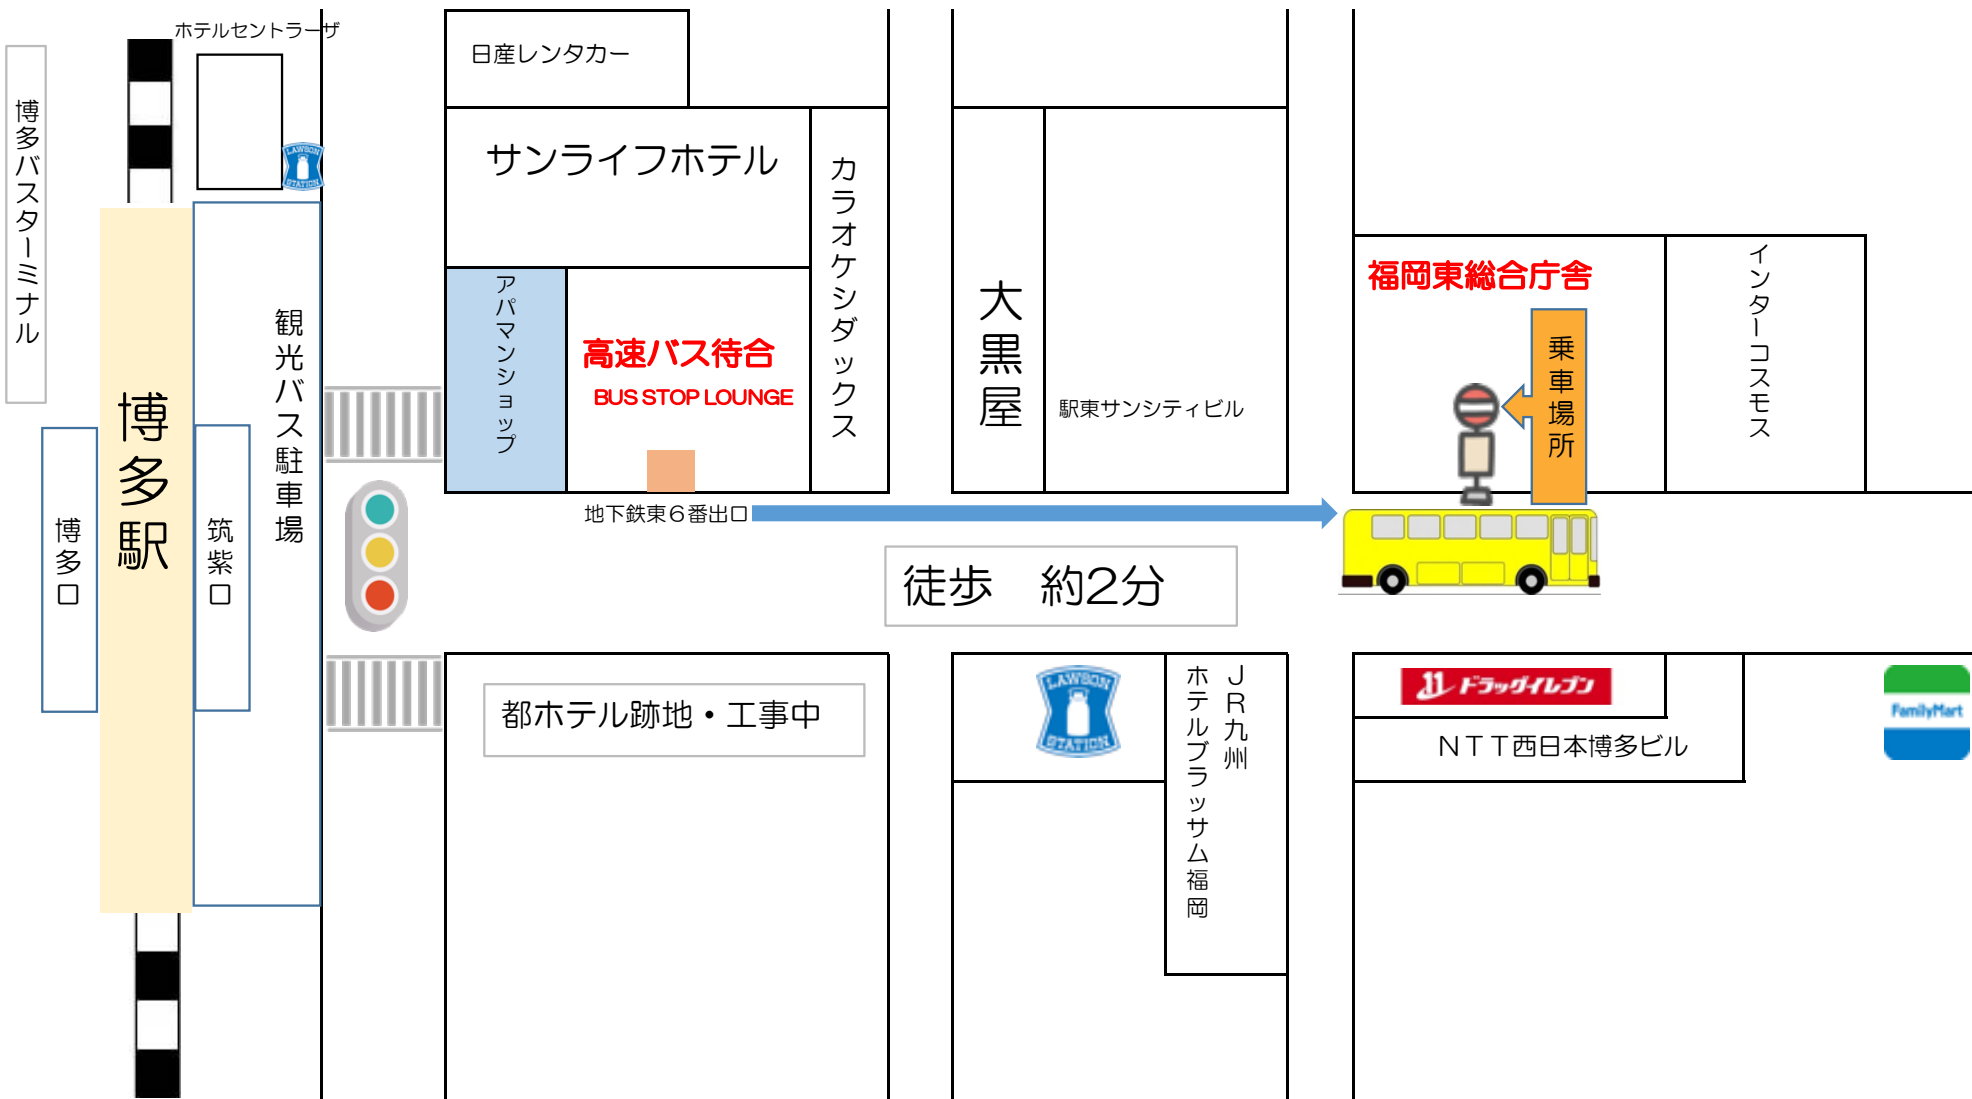 ホテルセントラーザ
博多バスターミナル
LAWSON
STATION
日産レンタカー
サンライフホテル
カラオケシダックス
アパマンショップ
高速バス待合
BUS STOP LOUNGE
地下鉄東6番出口
大黒屋
駅東サンシティビル
福岡東総合庁舎
乗車場所
インターコスモス
観光バス駐車場
博多駅
博多口
筑紫口
徒歩　約2分
都ホテル跡地・工事中
LAWSON
STATION
JR九州
ホテルブラッサム福岡
11 ドラッグイレブン
NTT西日本博多ビル
FamilyMart